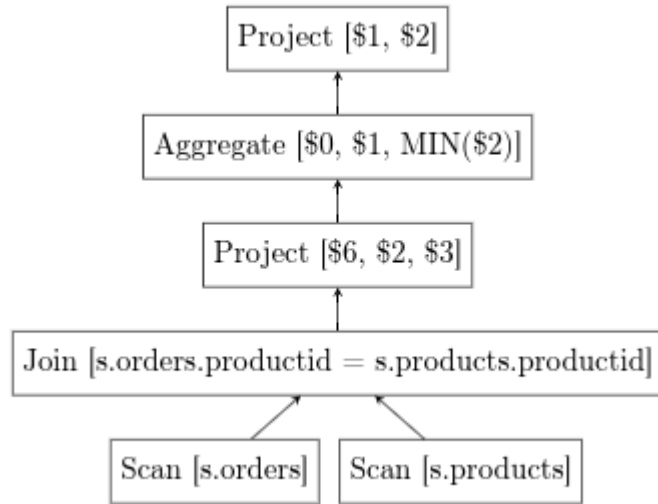 Project [$1, $2]
Aggregate [$0, $1, MIN($2)]
Project [$6, $2, $3]
Join [s.orders.productid = s.products.productid]
Scan [s.orders]
Scan [s.products]